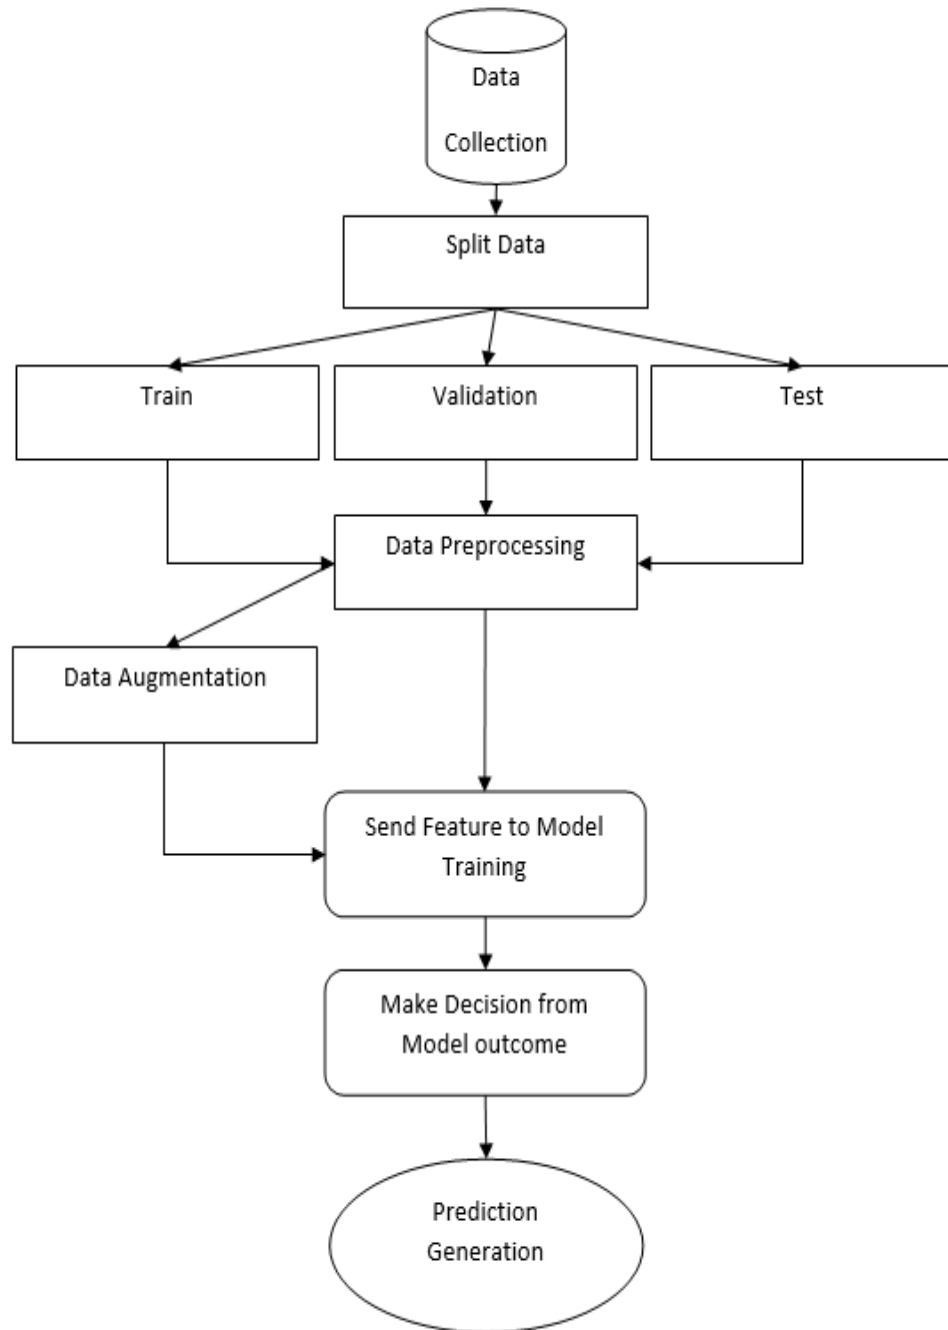 Data
Collection
Split Data
Train
Validation
Test
Data Preprocessing
Data Augmentation
Send Feature to Model
Training
Make Decision from
Model outcome
Prediction
Generation